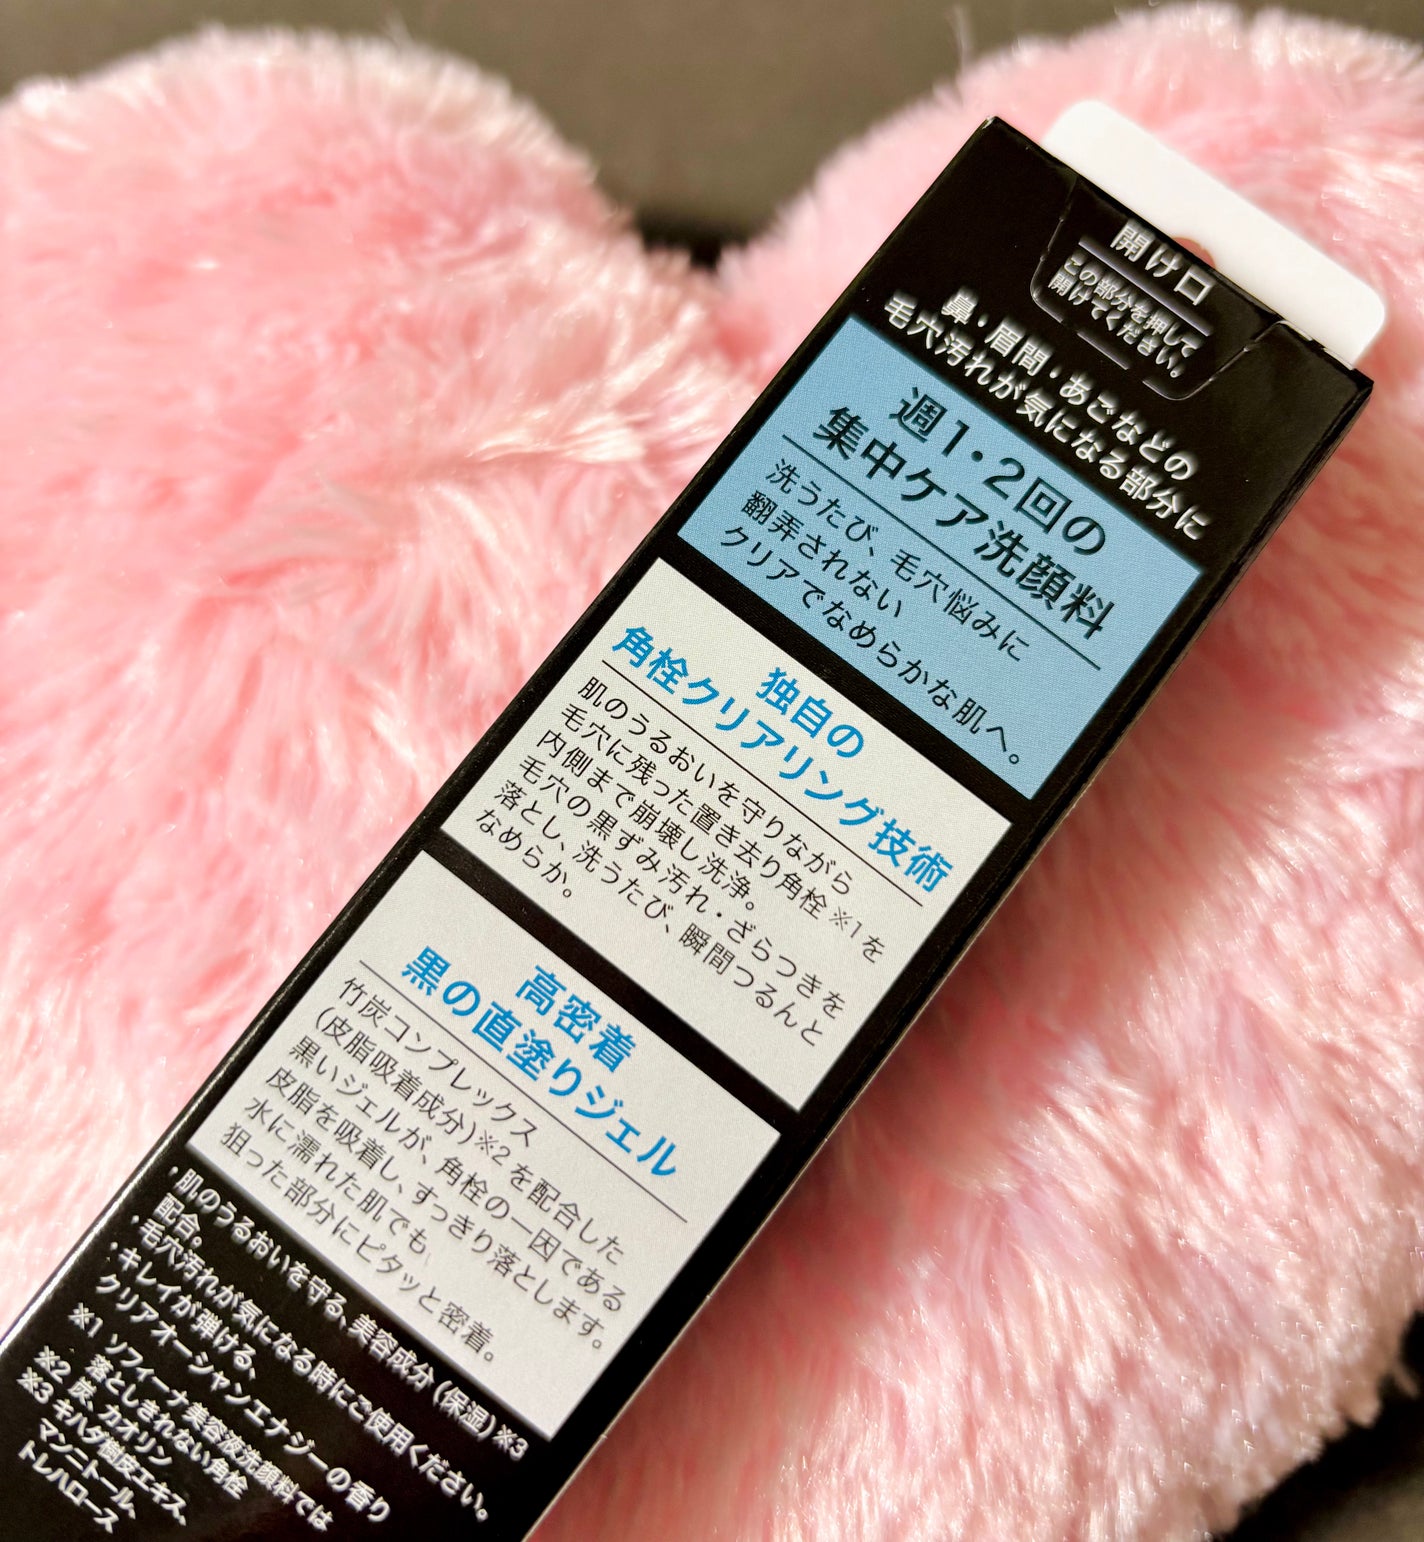 開け口
この部分を押して
開けてください。
鼻・眉間・あごなどの
毛穴汚れが気になる部分に
週1・2回の
集中ケア洗顔料
洗うたび、毛穴悩みに
翻弄されない
クリアでなめらかな肌へ。
独自の
角栓クリアリング技術
肌のうるおいを守りながら
毛穴に残った置き去り角栓※1を
内側まで崩壊し洗浄。
毛穴の黒ずみ汚れ・ざらつきを
落とし、洗うたび、瞬間つるんと
なめらか。
高密着
黒の直塗りジェル
竹炭コンプレックス
(皮脂吸着成分)※2を配合した
黒いジェルが、角栓の一因である
皮脂を吸着し、すっきり落とします。
水に濡れた肌でも、
狙った部分にピタッと密着。
・肌のうるおいを守る、美容成分(保湿)※3
配合。
・毛穴汚れが気になる時にご使用ください。
・キレイが弾ける、
クリアオーシャンエナジーの香り
※1 ソフィーナ 美容液洗顔料では
落としきれない角栓
※2 炭、カオリン
※3 キハダ樹皮エキス、
マンニトール、
トレハロース